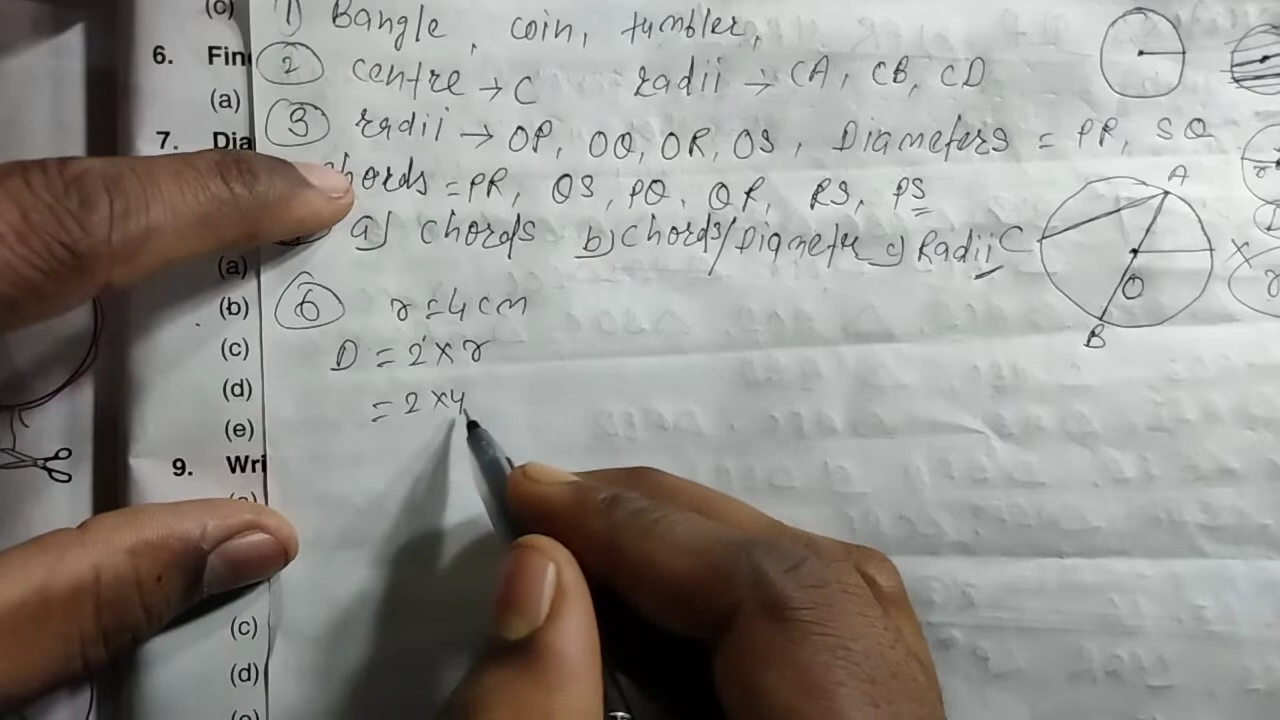 (c)
6. Fin
(a)
7. Dia
(a)
(b)
(c)
(d)
(e)
9. Wri
(c)
(d)
1) Bangle, coin, tumbler,
2 centre → C radii → CA, CB, CD
3 radii → OP, OQ, OR, OS, Diameters = PR, SQ
hords = PR, QS, PQ, QR, RS, PS
a) chords b) chords/Diameter c) Radii
6 r = 4 cm
D = 2 × r
= 2 × 4
A
C
O
B